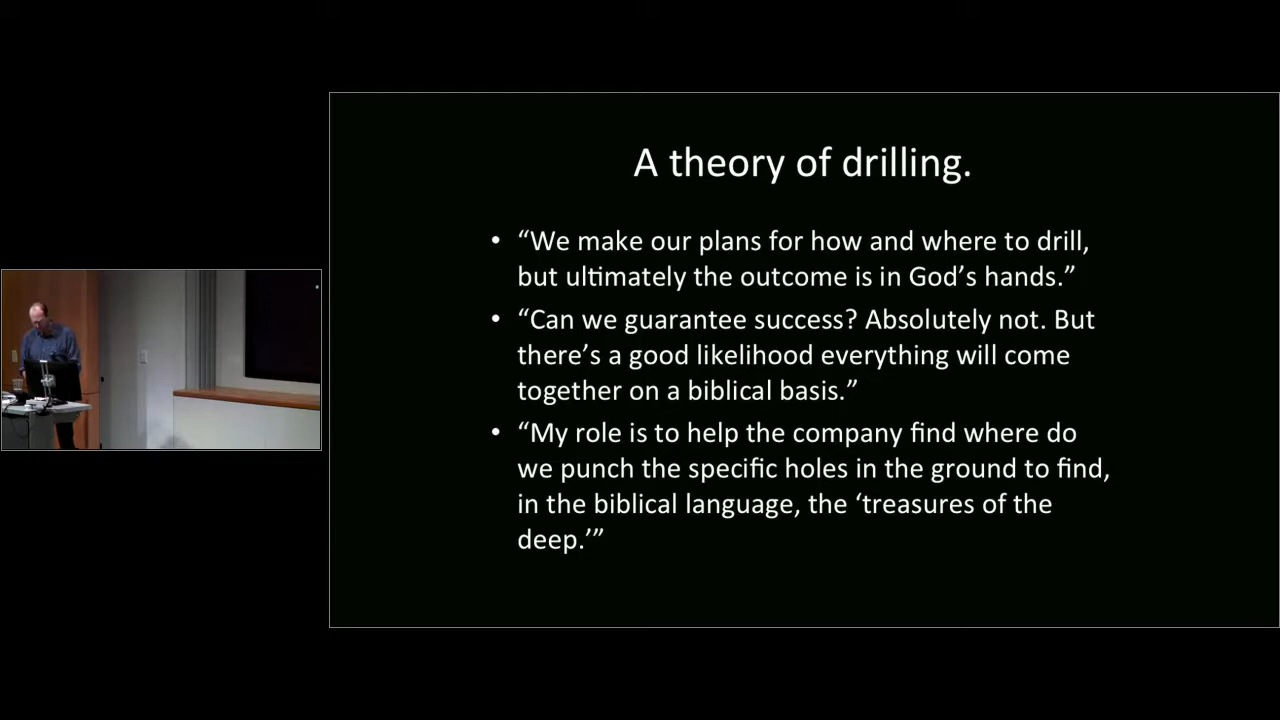 A theory of drilling.
• “We make our plans for how and where to drill,
but ultimately the outcome is in God’s hands.”
• “Can we guarantee success? Absolutely not. But
there’s a good likelihood everything will come
together on a biblical basis.”
• “My role is to help the company find where do
we punch the specific holes in the ground to find,
in the biblical language, the ‘treasures of the
deep.’”